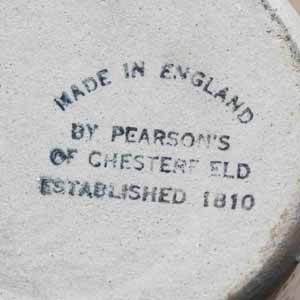 MADE IN ENGLAND
BY PEARSON'S
OF CHESTERF ELD
ESTABLISHED 1810